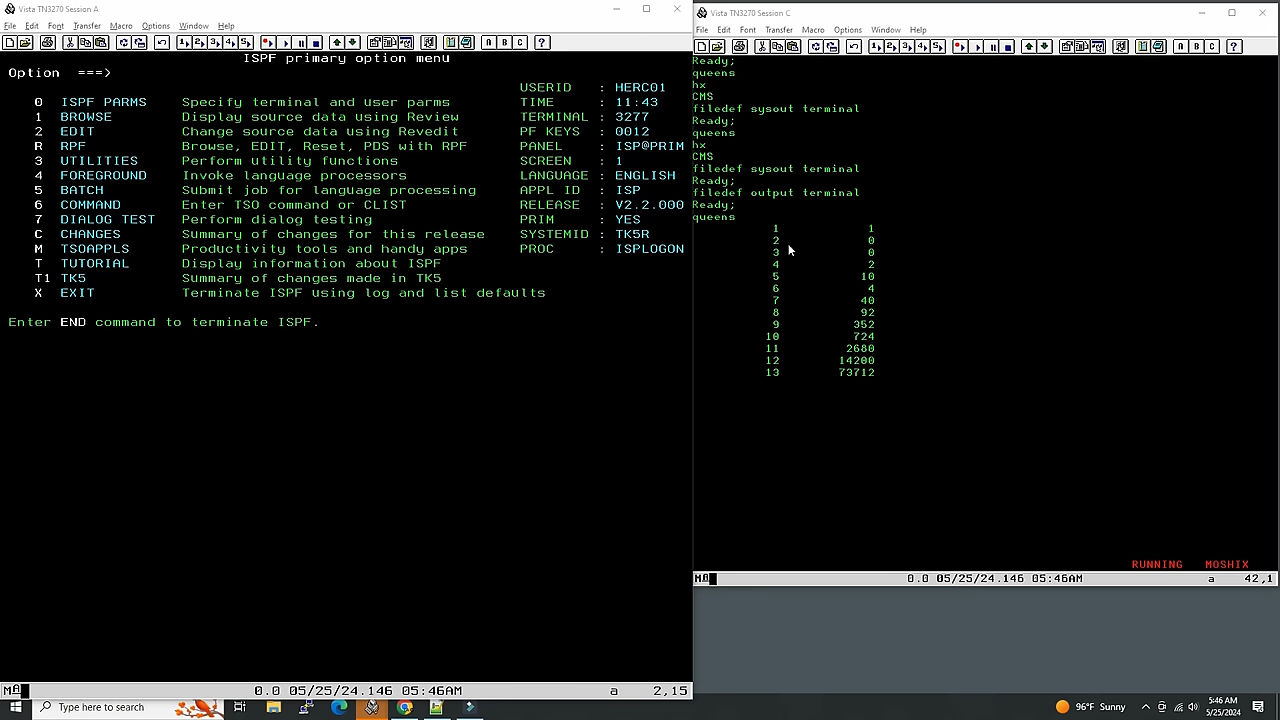 Vista TN3270 Session A
File Edit Font Transfer Macro Options Window Help
ISPF primary option menu
Option ===>
USERID : HERC01
0 ISPF PARMS Specify terminal and user parms TIME : 11:43
1 BROWSE Display source data using Review TERMINAL : 3277
2 EDIT Change source data using Revedit PF KEYS : 0012
R RPF Browse, EDIT, Reset, PDS with RPF PANEL : ISP@PRIM
3 UTILITIES Perform utility functions SCREEN : 1
4 FOREGROUND Invoke language processors LANGUAGE : ENGLISH
5 BATCH Submit job for language processing APPL ID : ISP
6 COMMAND Enter TSO command or CLIST RELEASE : V2.2.000
7 DIALOG TEST Perform dialog testing PRIM : YES
C CHANGES Summary of changes for this release SYSTEMID : TK5R
M TSOAPPLS Productivity tools and handy apps PROC : ISPLOGON
T TUTORIAL Display information about ISPF
T1 TK5 Summary of changes made in TK5
X EXIT Terminate ISPF using log and list defaults
Enter END command to terminate ISPF.
0.0 05/25/24.146 05:46AM a 2,15
Vista TN3270 Session C
File Edit Font Transfer Macro Options Window Help
Ready;
queens
hx
CMS
filedef sysout terminal
Ready;
queens
hx
CMS
filedef sysout terminal
Ready;
filedef output terminal
Ready;
queens
1 1
2 0
3 0
4 2
5 10
6 4
7 40
8 92
9 352
10 724
11 2680
12 14200
13 73712
RUNNING MOSHIX
0.0 05/25/24.146 05:46AM a 42,1
Type here to search
96°F Sunny
5:46 AM
5/25/2024